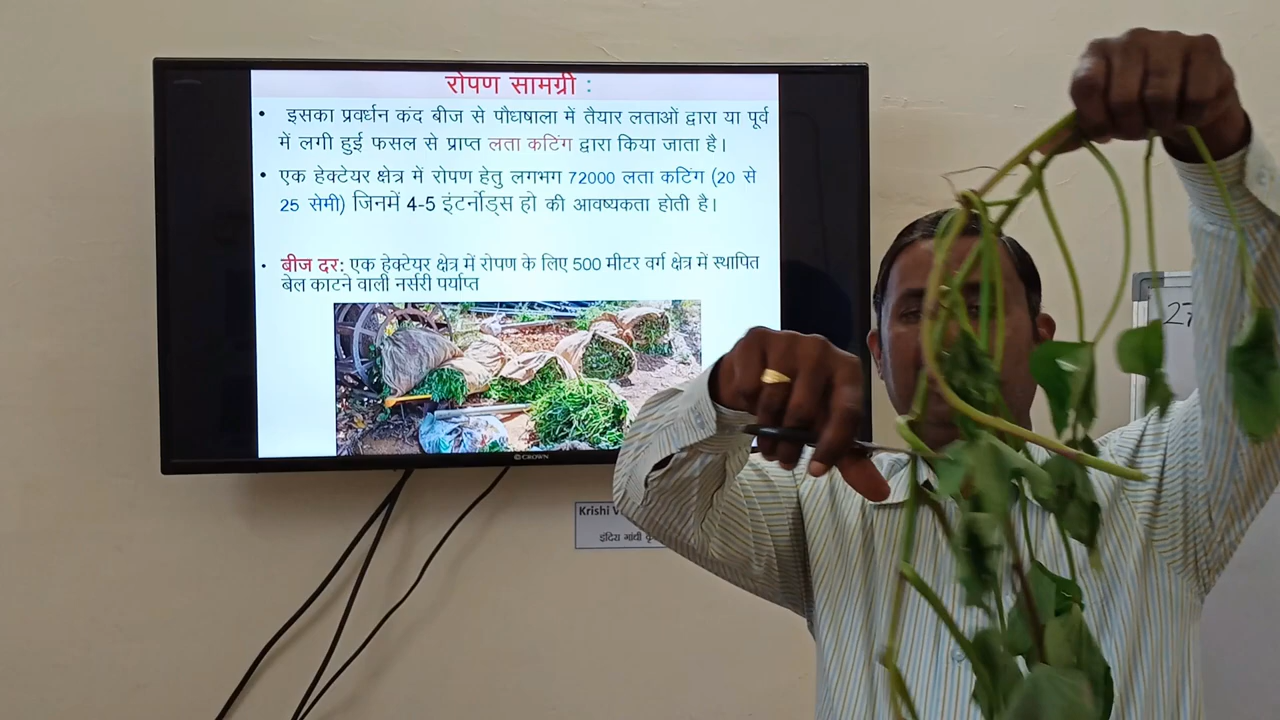 रोपण सामग्री :
• इसका प्रवर्धन कंद बीज से पौधषाला में तैयार लताओं द्वारा या पूर्व
में लगी हुई फसल से प्राप्त लता कटिंग द्वारा किया जाता है।
• एक हेक्टेयर क्षेत्र में रोपण हेतु लगभग 72000 लता कटिंग (20 से
25 सेमी) जिनमें 4-5 इंटर्नोड्स हो की आवष्यकता होती है।
• बीज दर: एक हेक्टेयर क्षेत्र में रोपण के लिए 500 मीटर वर्ग क्षेत्र में स्थापित
बेल काटने वाली नर्सरी पर्याप्त
CROWN
Krishi
इंदिरा गांधी
27